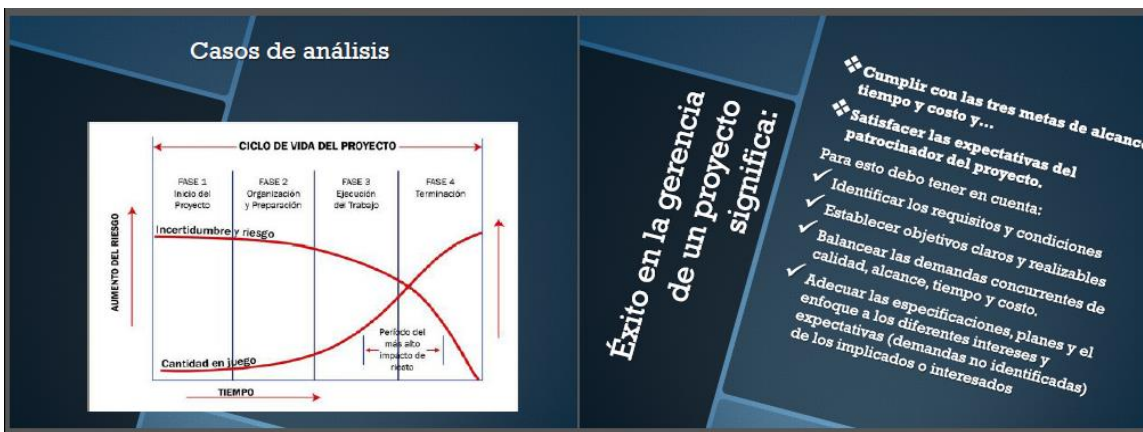 Casos de análisis
CICLO DE VIDA DEL PROYECTO
FASE 1
Inicio del
Proyecto
FASE 2
Organización
y Preparación
FASE 3
Ejecución
del Trabajo
FASE 4
Terminación
AUMENTO DEL RIESGO
Incertidumbre y riesgo
Cantidad en juego
Período del
más alto
impacto de
TIEMPO
Éxito en la gerencia
de un proyecto
significa:
Cumplir con las tres metas de alcance
tiempo y costo y...
Satisfacer las expectativas del
patrocinador del proyecto.
Para esto debo tener en cuenta:
Identificar los requisitos y condiciones
Establecer objetivos claros y realizables
Balancear las demandas concurrentes de
calidad, alcance, tiempo y costo.
Adecuar las especificaciones, planes y el
enfoque a los diferentes intereses y
expectativas (demandas no identificadas)
de los implicados o interesados